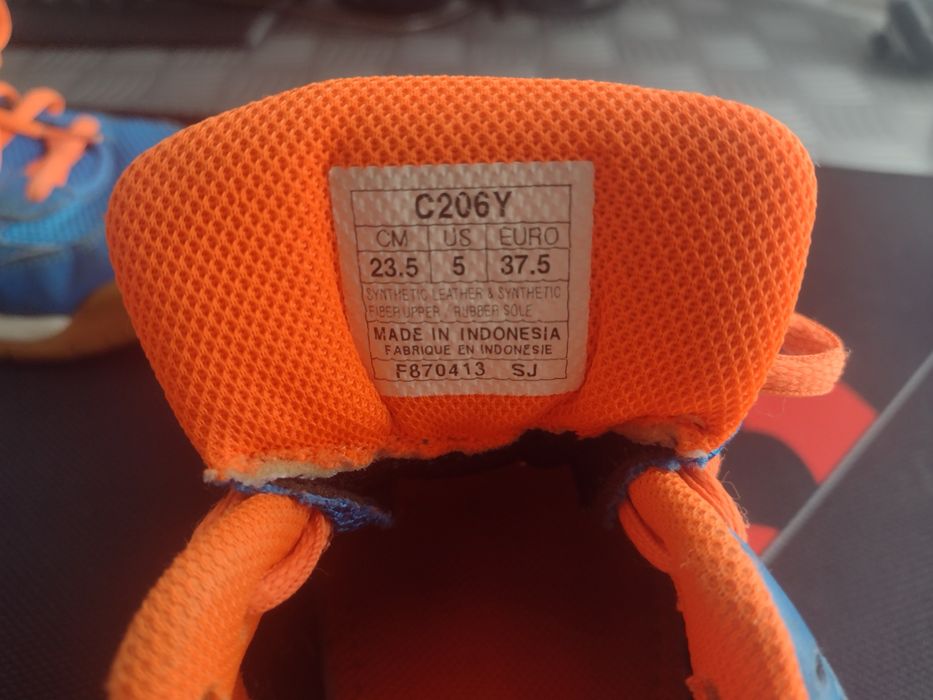 C206Y
CM US EURO
23.5 5 37.5
SYNTHETIC LEATHER & SYNTHETIC
FIBER UPPER / RUBBER SOLE
MADE IN INDONESIA
FABRIQUE EN INDONESIE
F870413 SJ